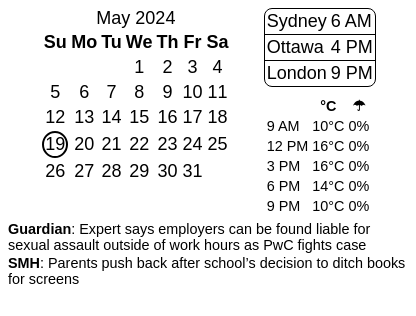 May 2024
Su Mo Tu We Th Fr Sa
1 2 3 4
5 6 7 8 9 10 11
12 13 14 15 16 17 18
19 20 21 22 23 24 25
26 27 28 29 30 31
Sydney 6 AM
Ottawa 4 PM
London 9 PM
°C ☂
9 AM 10°C 0%
12 PM 16°C 0%
3 PM 16°C 0%
6 PM 14°C 0%
9 PM 10°C 0%
Guardian: Expert says employers can be found liable for
sexual assault outside of work hours as PwC fights case
SMH: Parents push back after school’s decision to ditch books
for screens